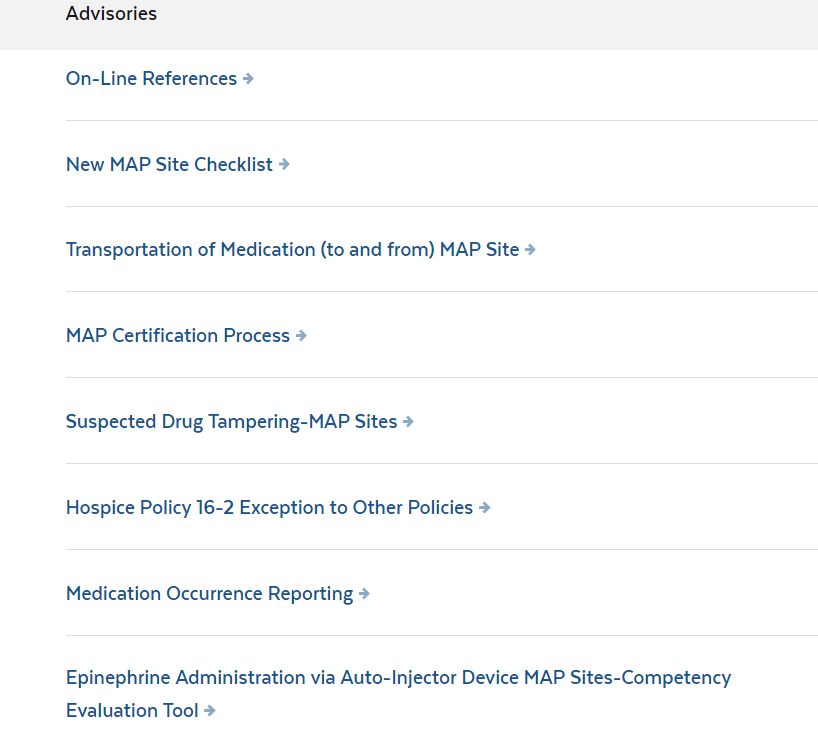 Advisories
On-Line References →
New MAP Site Checklist →
Transportation of Medication (to and from) MAP Site →
MAP Certification Process →
Suspected Drug Tampering-MAP Sites →
Hospice Policy 16-2 Exception to Other Policies →
Medication Occurrence Reporting →
Epinephrine Administration via Auto-Injector Device MAP Sites-Competency
Evaluation Tool →